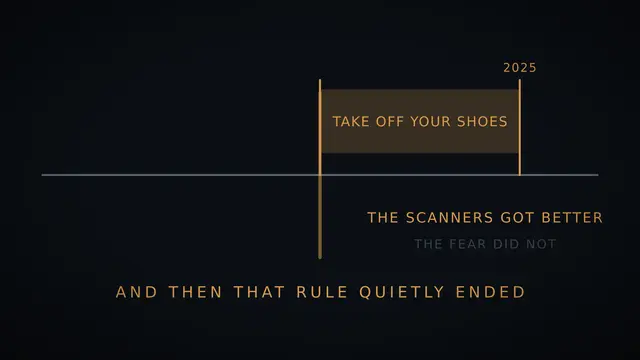 2025
TAKE OFF YOUR SHOES
THE SCANNERS GOT BETTER
THE FEAR DID NOT
AND THEN THAT RULE QUIETLY ENDED